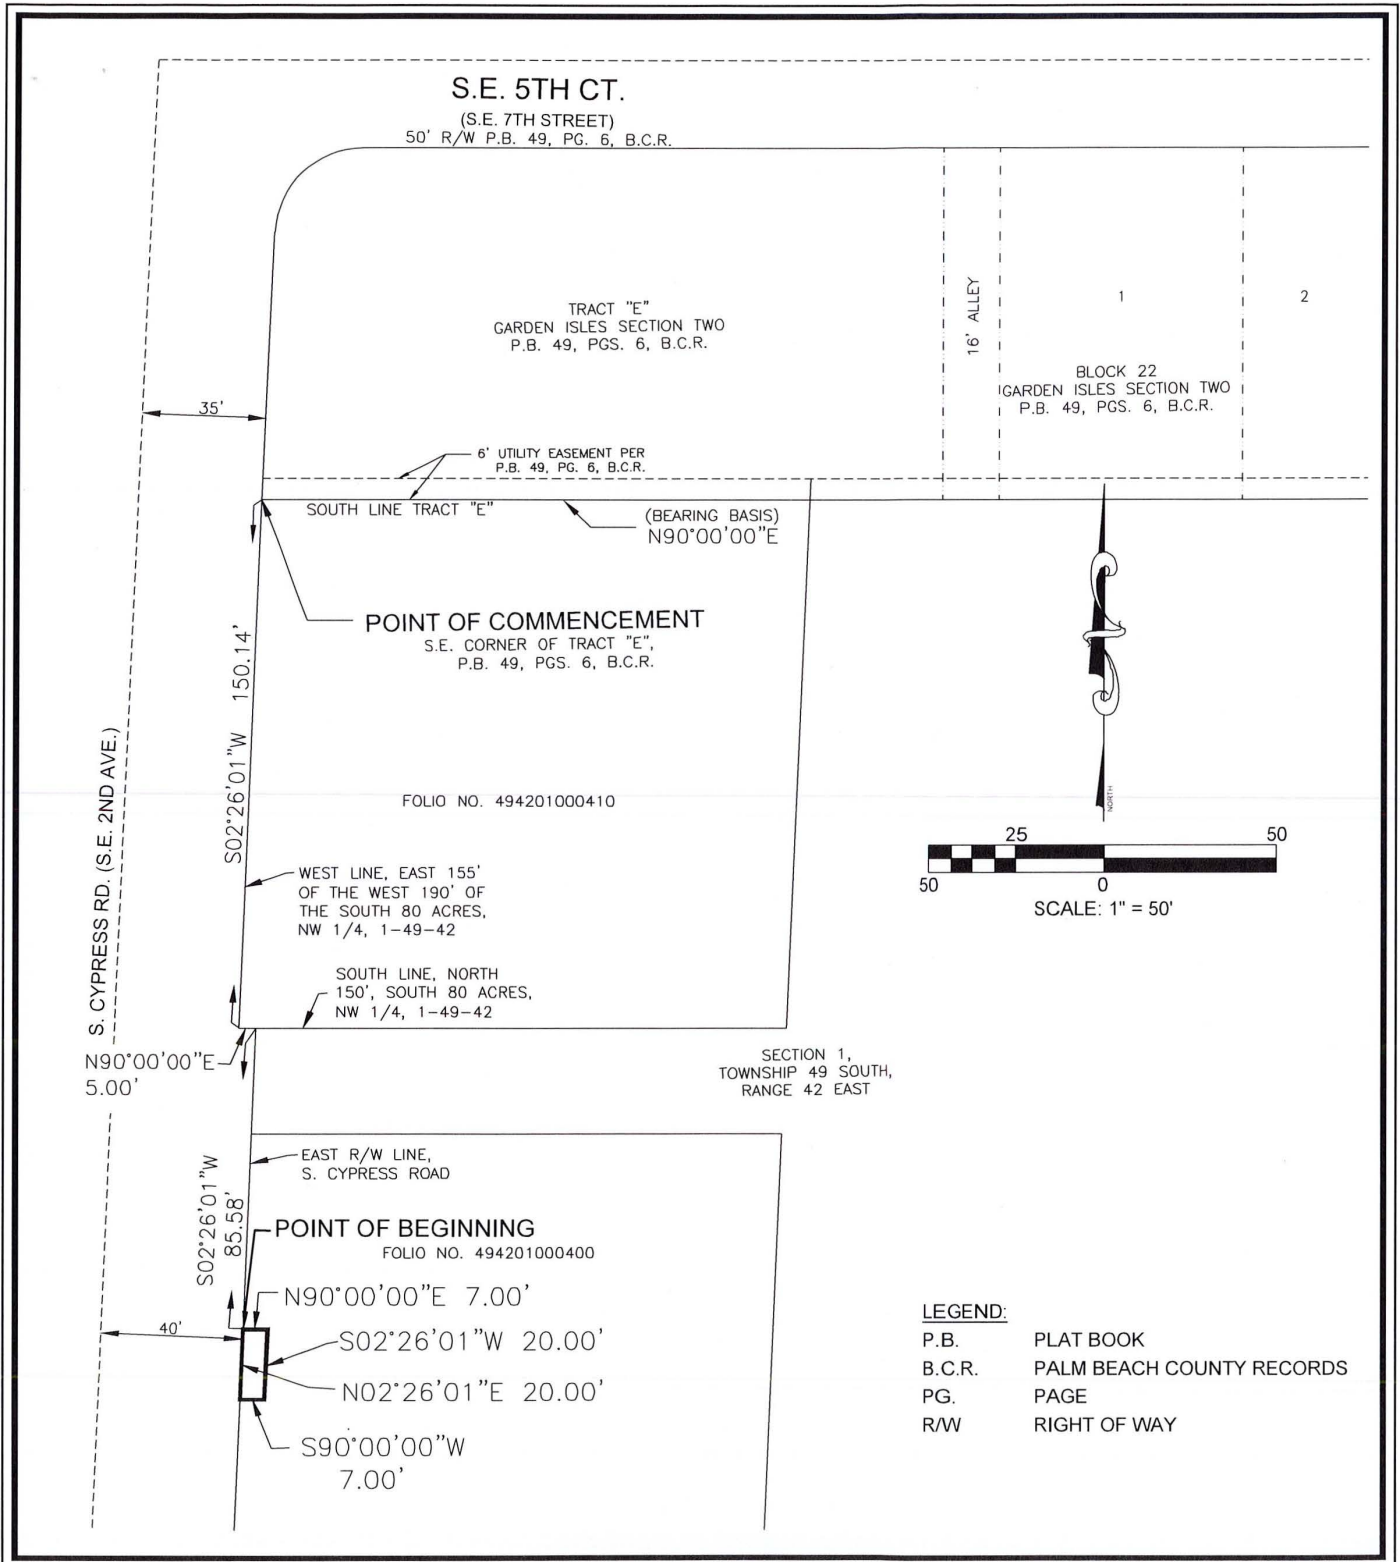 S.E. 5TH CT.
(S.E. 7TH STREET)
50' R/W P.B. 49, PG. 6, B.C.R.
TRACT "E"
GARDEN ISLES SECTION TWO
P.B. 49, PGS. 6, B.C.R.
16' ALLEY
1
2
BLOCK 22
GARDEN ISLES SECTION TWO
P.B. 49, PGS. 6, B.C.R.
35'
6' UTILITY EASEMENT PER
P.B. 49, PG. 6, B.C.R.
SOUTH LINE TRACT "E"
(BEARING BASIS)
N90°00'00"E
POINT OF COMMENCEMENT
S.E. CORNER OF TRACT "E",
P.B. 49, PGS. 6, B.C.R.
S02°26'01"W 150.14'
S. CYPRESS RD. (S.E. 2ND AVE.)
FOLIO NO. 494201000410
NORTH
25
50
50
0
SCALE: 1" = 50'
WEST LINE, EAST 155'
OF THE WEST 190' OF
THE SOUTH 80 ACRES,
NW 1/4, 1-49-42
SOUTH LINE, NORTH
150', SOUTH 80 ACRES,
NW 1/4, 1-49-42
N90°00'00"E
5.00'
SECTION 1,
TOWNSHIP 49 SOUTH,
RANGE 42 EAST
EAST R/W LINE,
S. CYPRESS ROAD
S02°26'01"W
85.58'
POINT OF BEGINNING
FOLIO NO. 494201000400
N90°00'00"E 7.00'
40'
S02°26'01"W 20.00'
N02°26'01"E 20.00'
S90°00'00"W
7.00'
LEGEND:
P.B. PLAT BOOK
B.C.R. PALM BEACH COUNTY RECORDS
PG. PAGE
R/W RIGHT OF WAY